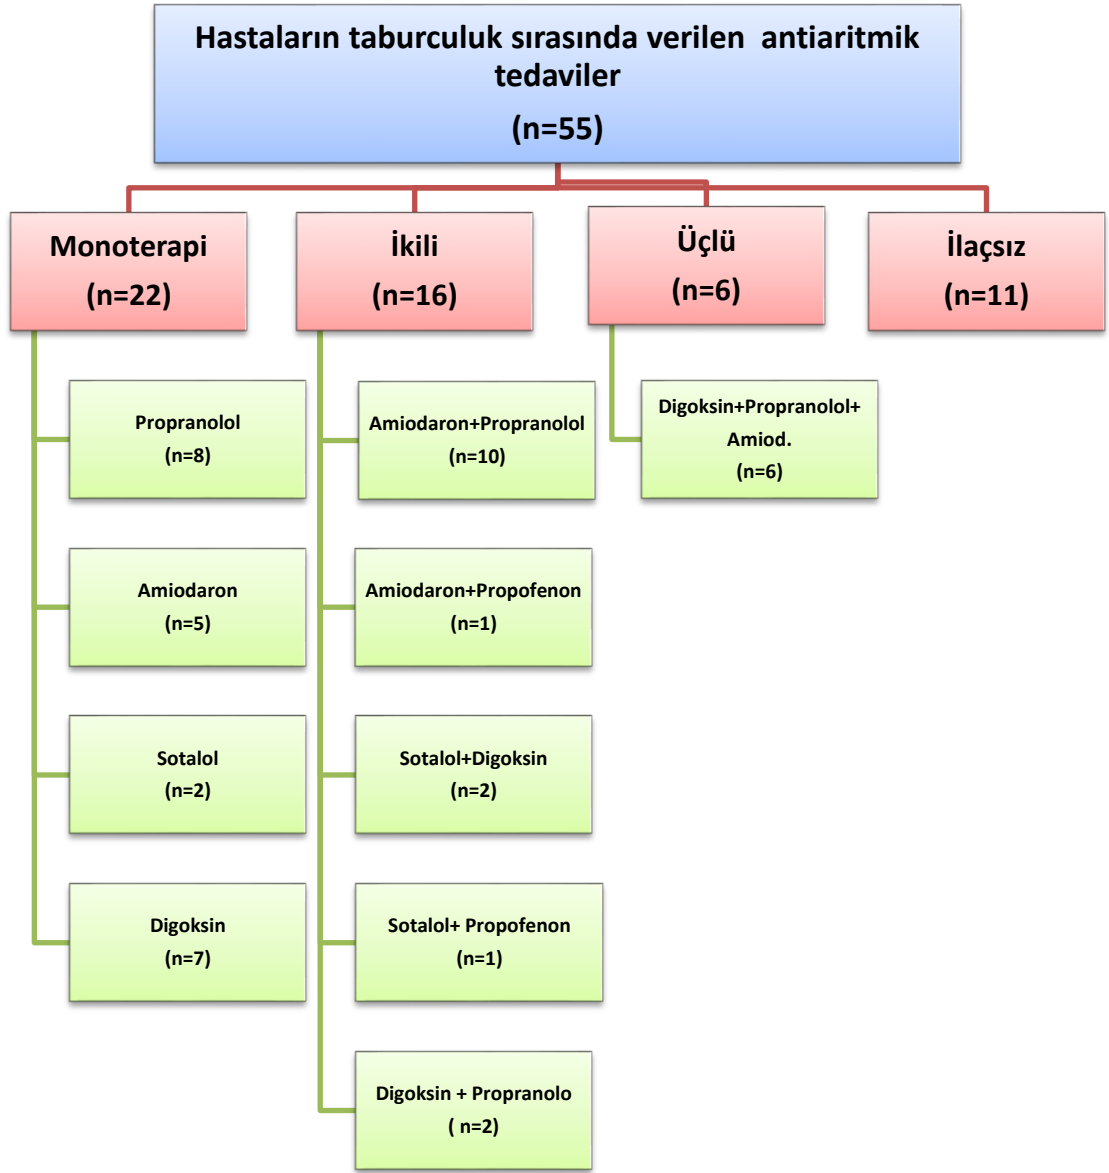 Hastaların taburculuk sırasında verilen antiaritmik
tedaviler
(n=55)
Monoterapi
(n=22)
İkili
(n=16)
Üçlü
(n=6)
İlaçsız
(n=11)
Propranolol
(n=8)
Amiodaron
(n=5)
Sotalol
(n=2)
Digoksin
(n=7)
Amiodaron+Propranolol
(n=10)
Amiodaron+Propofenon
(n=1)
Sotalol+Digoksin
(n=2)
Sotalol+ Propofenon
(n=1)
Digoksin + Propranolo
( n=2)
Digoksin+Propranolol+
Amiod.
(n=6)